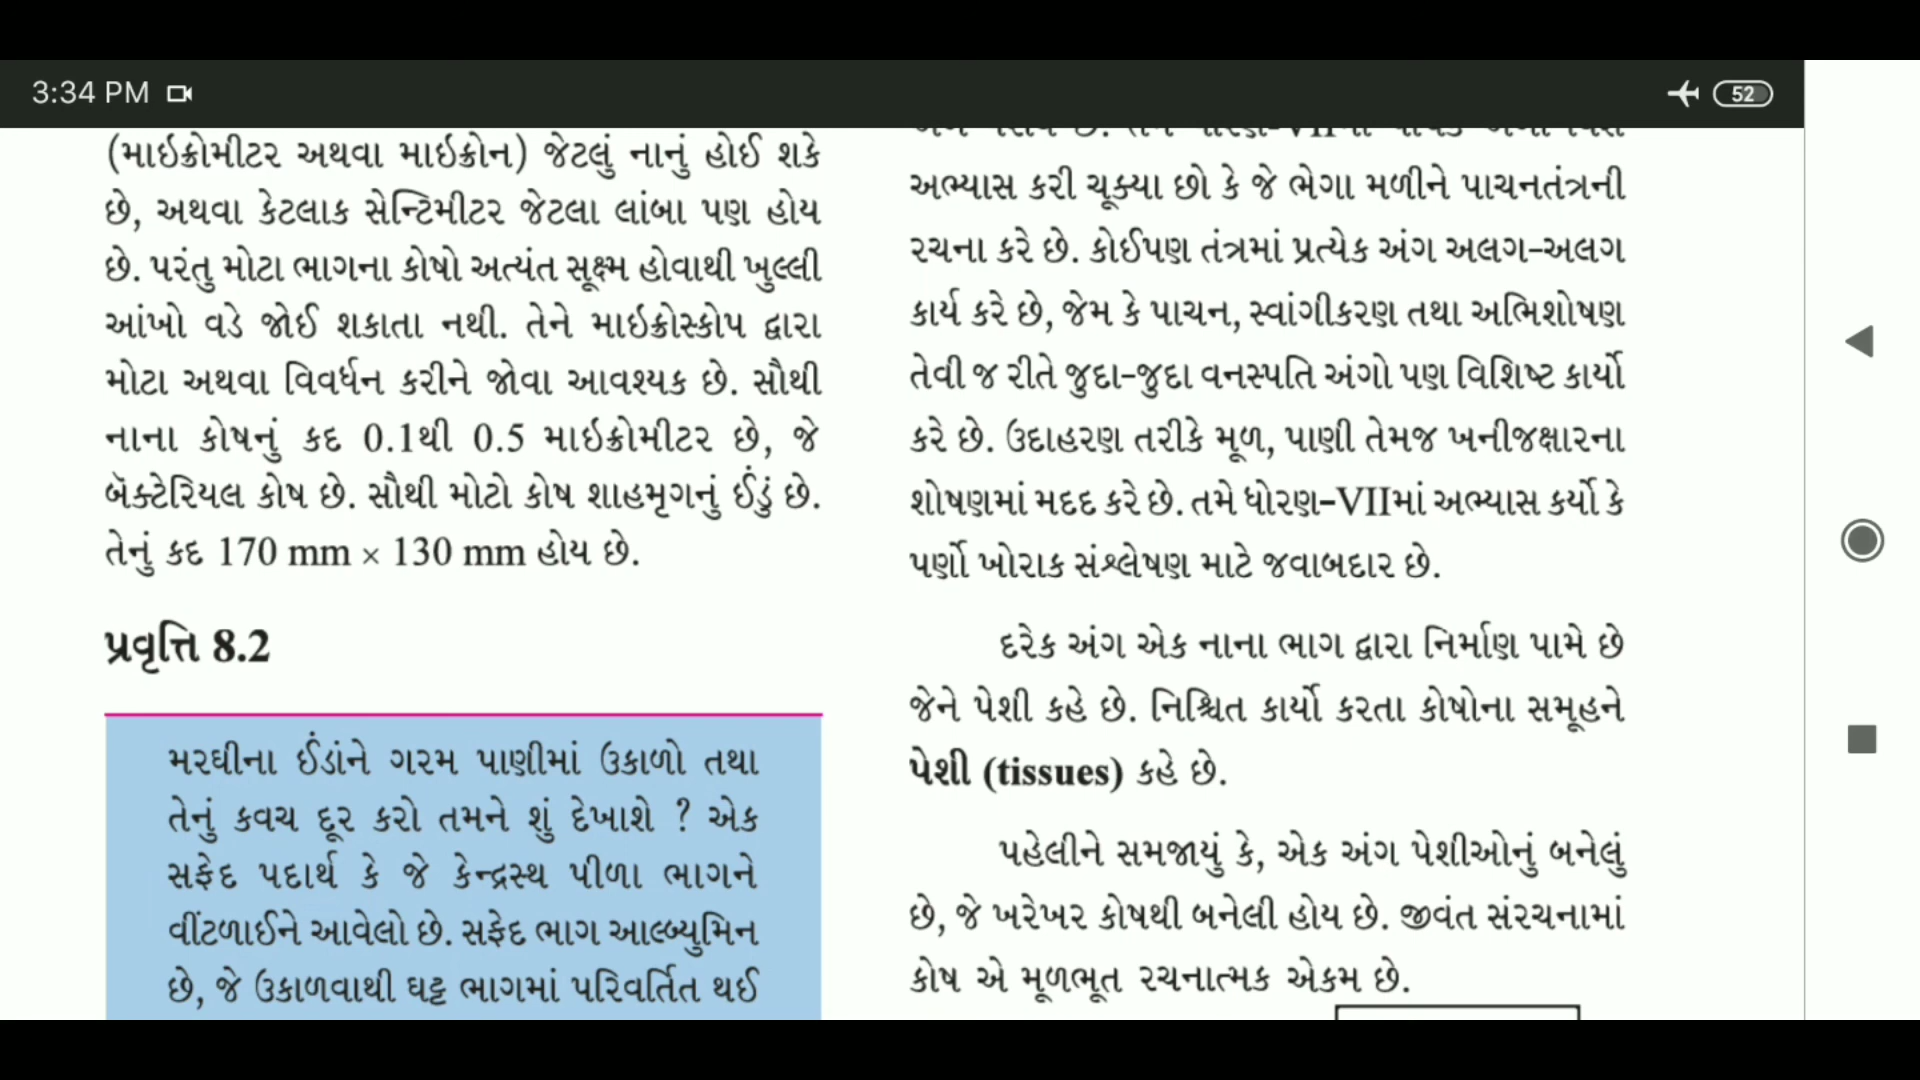 3:34 PM
52
(માઇક્રોમીટર અથવા માઇક્રોન) જેટલું નાનું હોઈ શકે
છે, અથવા કેટલાક સેન્ટિમીટર જેટલા લાંબા પણ હોય
છે. પરંતુ મોટા ભાગના કોષો અત્યંત સૂક્ષ્મ હોવાથી ખુલ્લી
આંખો વડે જોઈ શકાતા નથી. તેને માઇક્રોસ્કોપ દ્વારા
મોટા અથવા વિવર્ધન કરીને જોવા આવશ્યક છે. સૌથી
નાના કોષનું કદ 0.1થી 0.5 માઇક્રોમીટર છે, જે
બૅક્ટેરિયલ કોષ છે. સૌથી મોટો કોષ શાહમૃગનું ઈંડું છે.
તેનું કદ 170 mm × 130 mm હોય છે.
પ્રવૃત્તિ 8.2
મરઘીના ઈંડાંને ગરમ પાણીમાં ઉકાળો તથા
તેનું કવચ દૂર કરો તમને શું દેખાશે ? એક
સફેદ પદાર્થ કે જે કેન્દ્રસ્થ પીળા ભાગને
વીંટળાઈને આવેલો છે. સફેદ ભાગ આલ્બ્યુમિન
છે, જે ઉકાળવાથી ઘટ્ટ ભાગમાં પરિવર્તિત થઈ
અભ્યાસ કરી ચૂક્યા છો કે જે ભેગા મળીને પાચનતંત્રની
રચના કરે છે. કોઈપણ તંત્રમાં પ્રત્યેક અંગ અલગ-અલગ
કાર્ય કરે છે, જેમ કે પાચન, સ્વાંગીકરણ તથા અભિશોષણ
તેવી જ રીતે જુદા-જુદા વનસ્પતિ અંગો પણ વિશિષ્ટ કાર્યો
કરે છે. ઉદાહરણ તરીકે મૂળ, પાણી તેમજ ખનીજક્ષારના
શોષણમાં મદદ કરે છે. તમે ધોરણ-VIIમાં અભ્યાસ કર્યો કે
પર્ણો ખોરાક સંશ્લેષણ માટે જવાબદાર છે.
દરેક અંગ એક નાના ભાગ દ્વારા નિર્માણ પામે છે
જેને પેશી કહે છે. નિશ્ચિત કાર્યો કરતા કોષોના સમૂહને
પેશી (tissues) કહે છે.
પહેલીને સમજાયું કે, એક અંગ પેશીઓનું બનેલું
છે, જે ખરેખર કોષથી બનેલી હોય છે. જીવંત સંરચનામાં
કોષ એ મૂળભૂત રચનાત્મક એકમ છે.